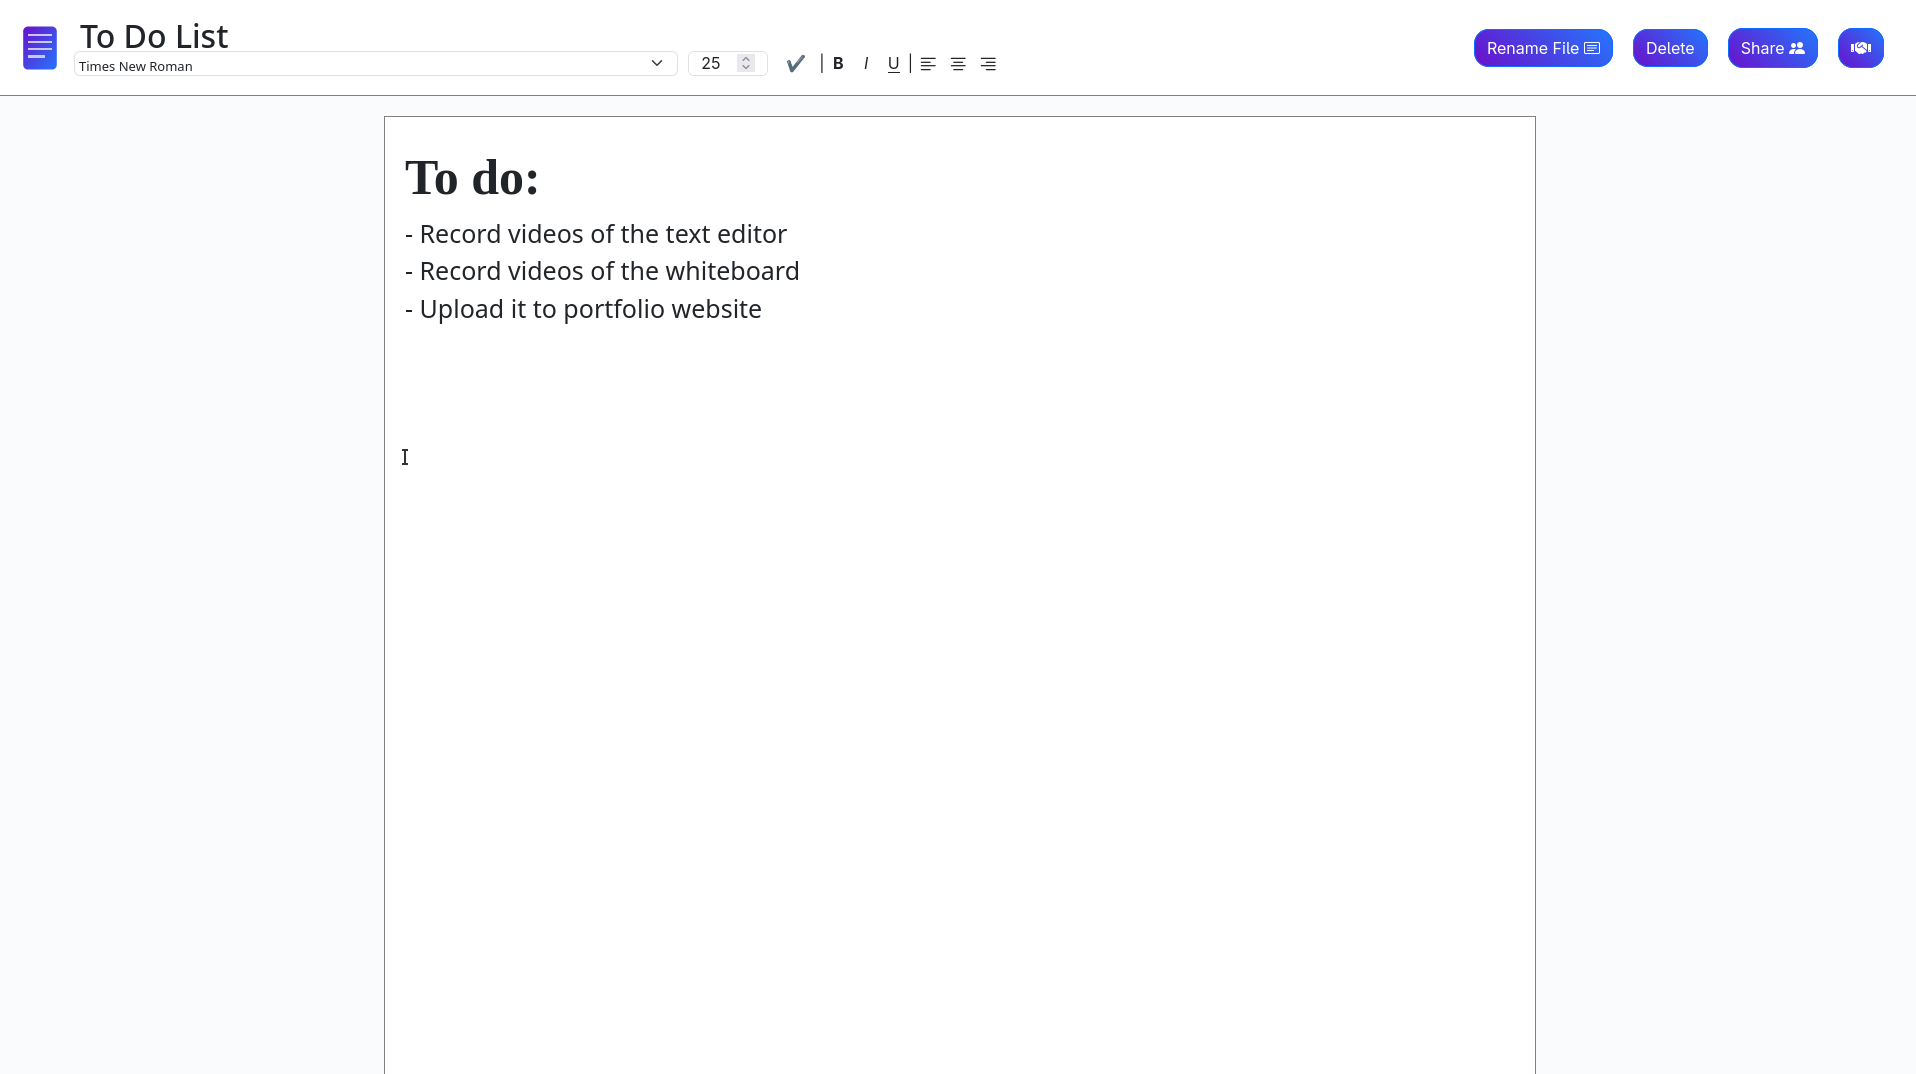 To Do List
Times New Roman
25
B I U
Rename File
Delete
Share
To do:
- Record videos of the text editor
- Record videos of the whiteboard
- Upload it to portfolio website